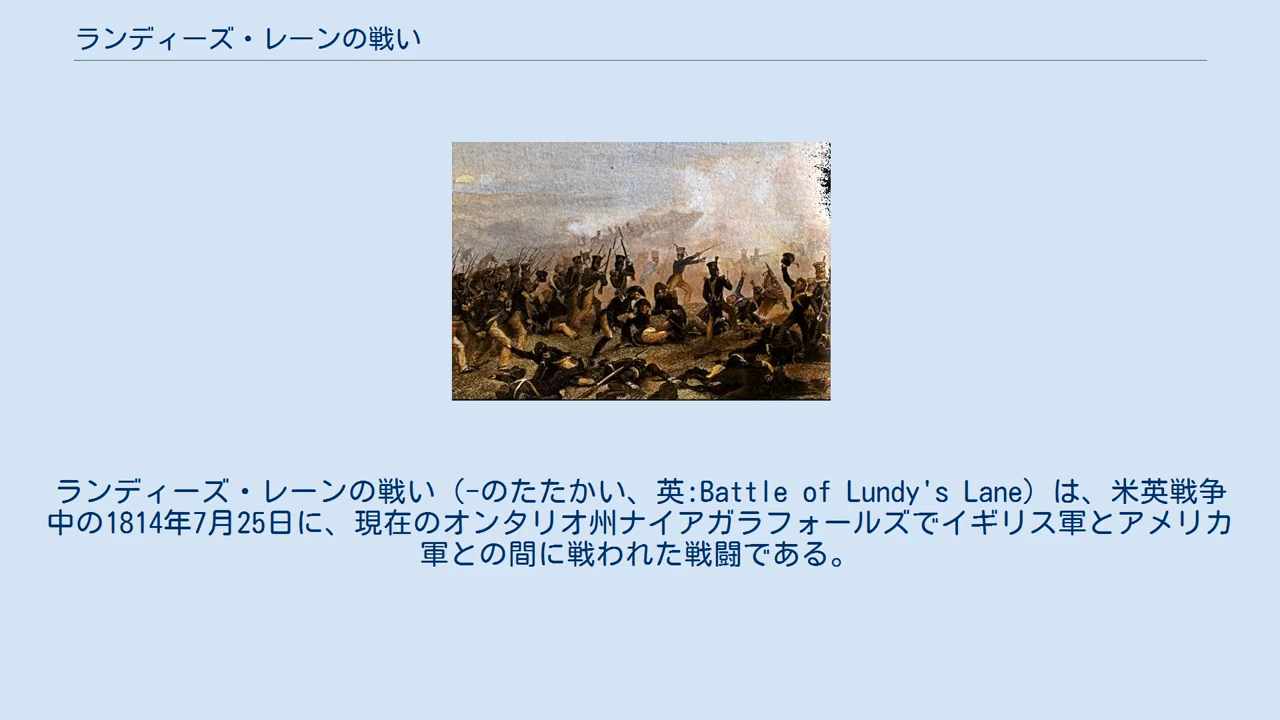 ランディーズ・レーンの戦い
ランディーズ・レーンの戦い（-のたたかい、英:Battle of Lundy's Lane）は、米英戦争
中の1814年7月25日に、現在のオンタリオ州ナイアガラフォールズでイギリス軍とアメリカ
軍との間に戦われた戦闘である。